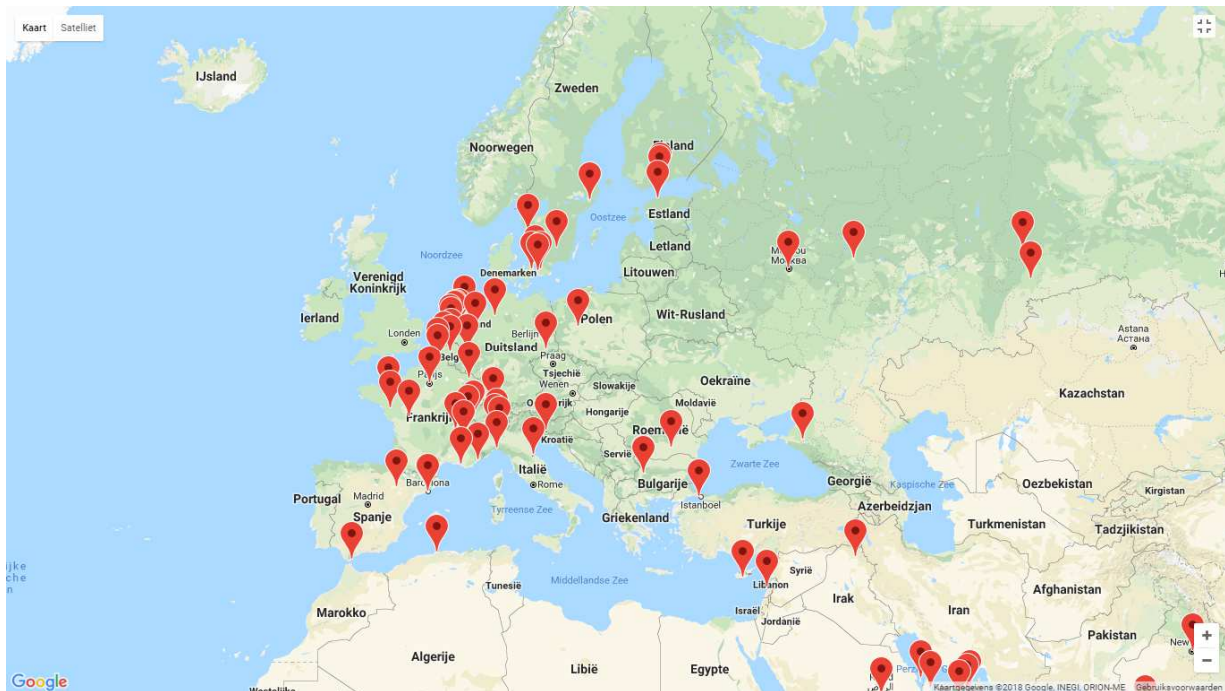 Kaart Satelliet
IJsland
Zweden
Noorwegen
Finland
Oostzee
Estland
Letland
Noordzee
Denemarken
Litouwen
Москва
Verenigd
Koninkrijk
Ierland
Wit-Rusland
Londen
Berlijn
Polen
Astana
Астана
Duitsland
Praag
Tsjechië
Parijs
Wenen
Slowakije
Oekraïne
Kazachstan
Oostenrijk
Hongarije
Moldavië
Frankrijk
Roemenië
Kroatië
Servië
Zwarte Zee
Italië
Rome
Bulgarije
Georgië
Kaspische Zee
Oezbekistan
Kirgistan
Barcelona
Portugal
Madrid
Spanje
Istanboel
Azerbeidzjan
Tyrreense Zee
Griekenland
Turkije
Turkmenistan
Tadzjikistan
Middellandse Zee
Tunesië
Syrië
Libanon
Afghanistan
Marokko
Israël
Irak
Iran
Jordanië
Pakistan
New
Algerije
Libië
Egypte
Google
Kaartgegevens ©2018 Google, INEGI, ORION-ME Gebruiksvoorwaarden